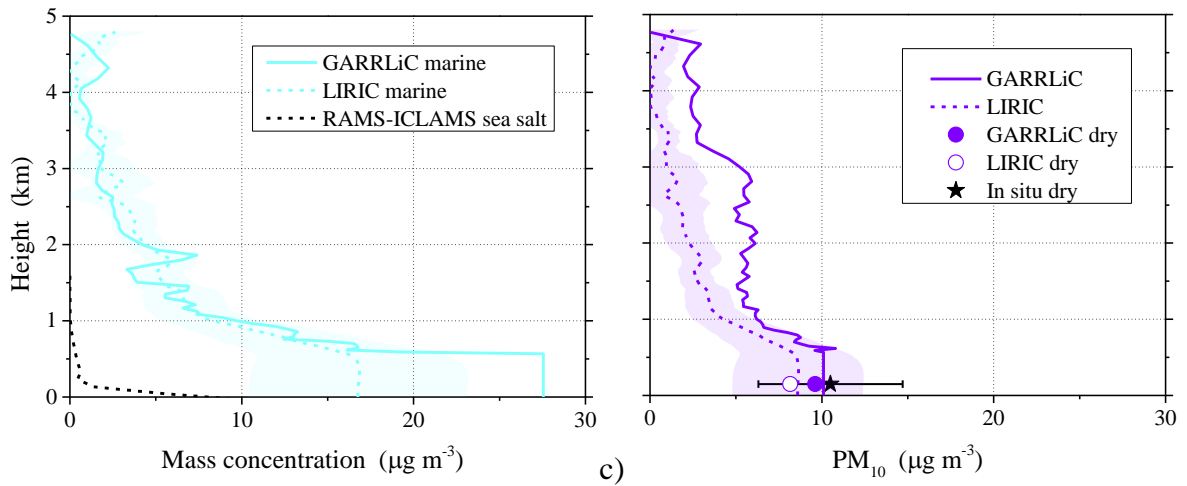 5
4
3
2
1
0
Height (km)
GARRLiC marine
LIRIC marine
RAMS-ICLAMS sea salt
0 10 20 30
Mass concentration (µg m⁻³)
c)
GARRLiC
LIRIC
GARRLiC dry
LIRIC dry
In situ dry
0 10 20 30
PM₁₀ (µg m⁻³)